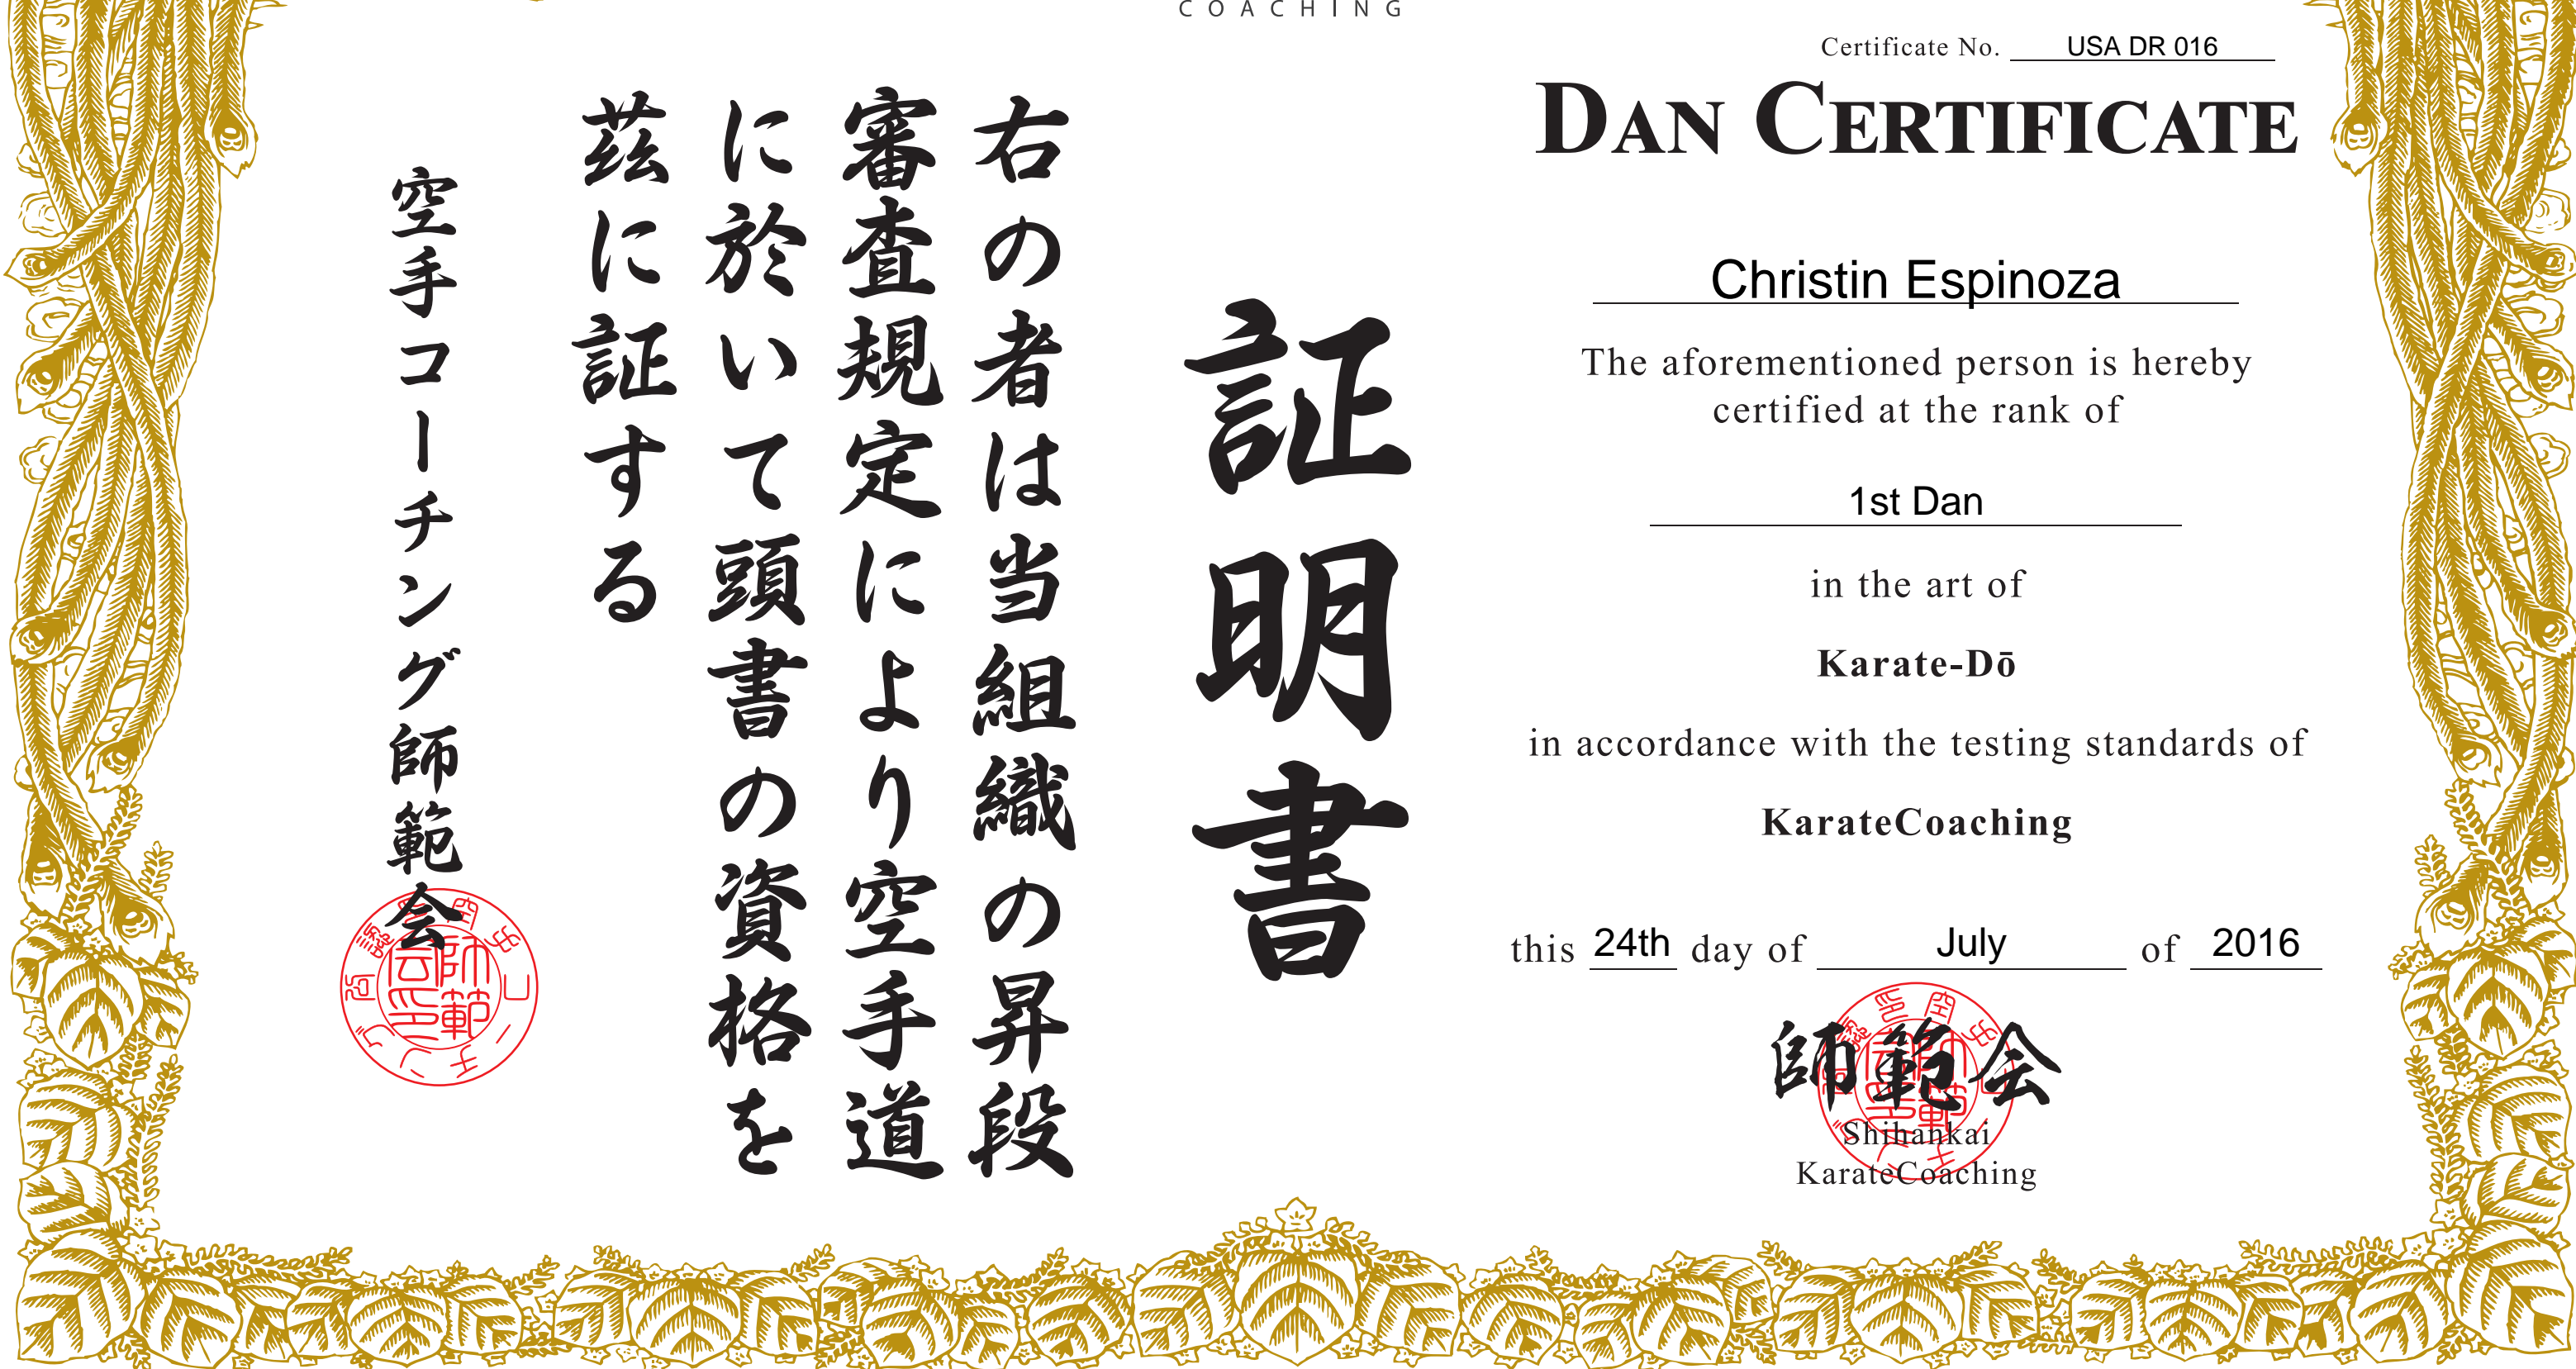 COACHING
Certificate No. USA DR 016
DAN CERTIFICATE
Christin Espinoza
The aforementioned person is hereby
certified at the rank of
1st Dan
in the art of
Karate-Dō
in accordance with the testing standards of
KarateCoaching
this 24th day of July of 2016
師範会
Shihankai
KarateCoaching
証明書
右の者は当組織の昇段
審査規定により空手道
に於いて頭書の資格を
茲に証する
空手コーチング師範会